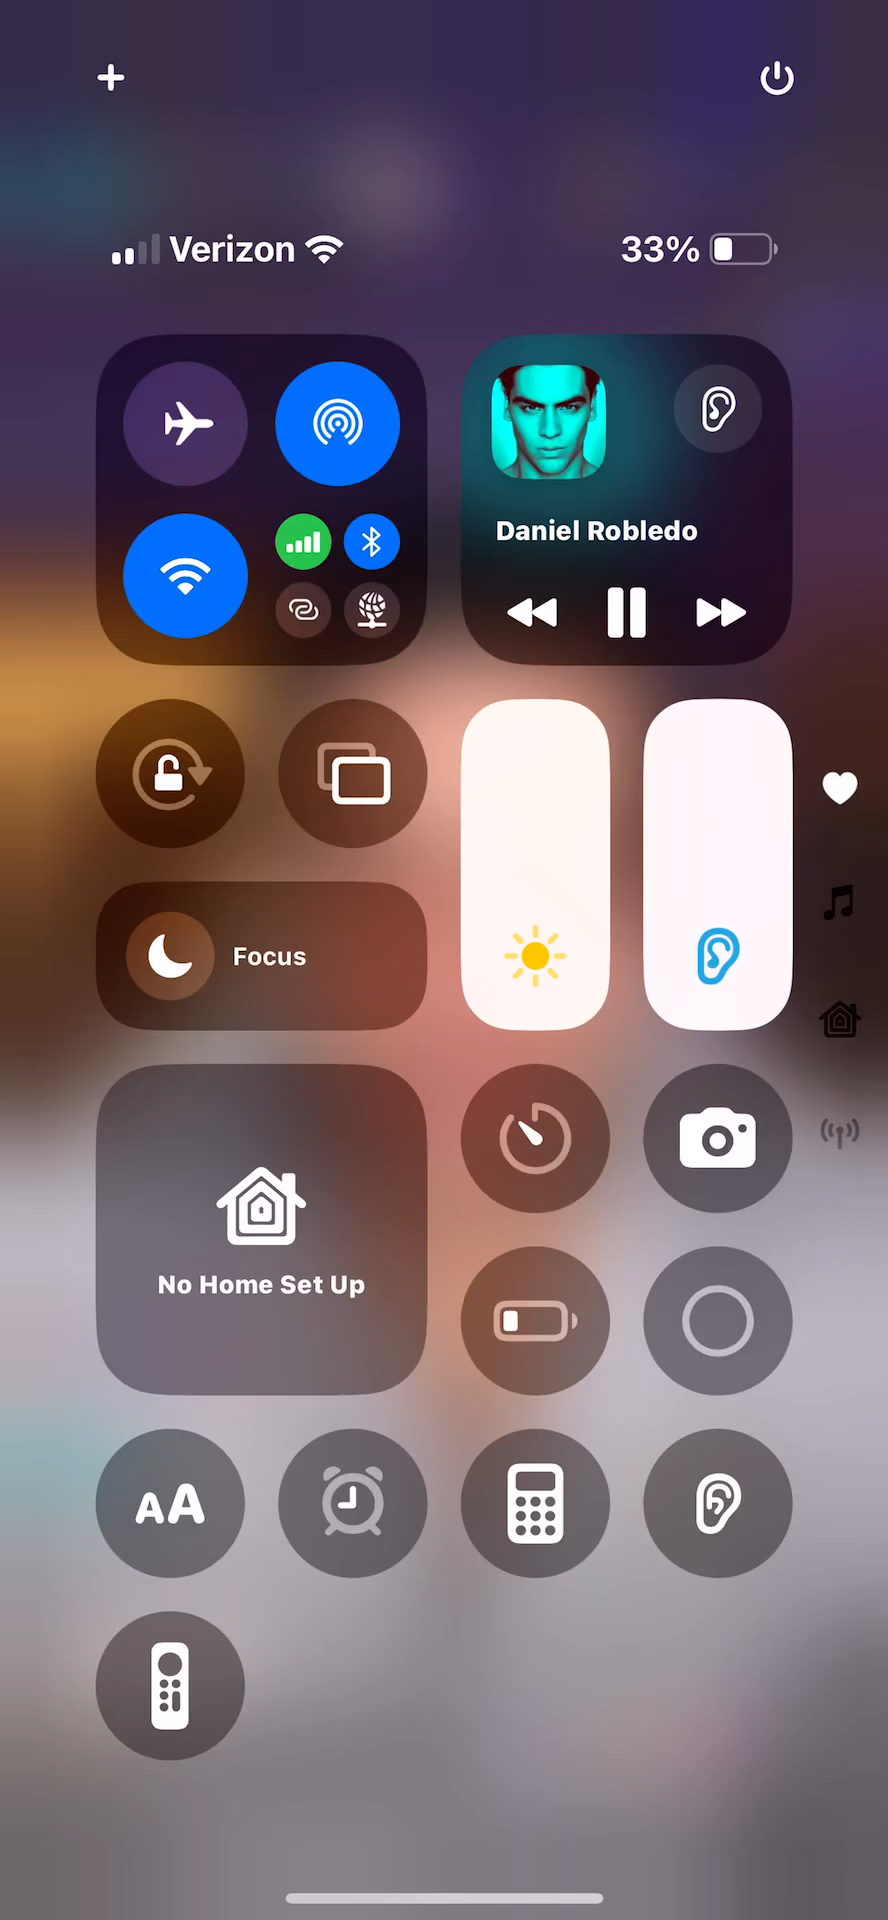 Verizon
33%
Daniel Robledo
Focus
No Home Set Up
AA